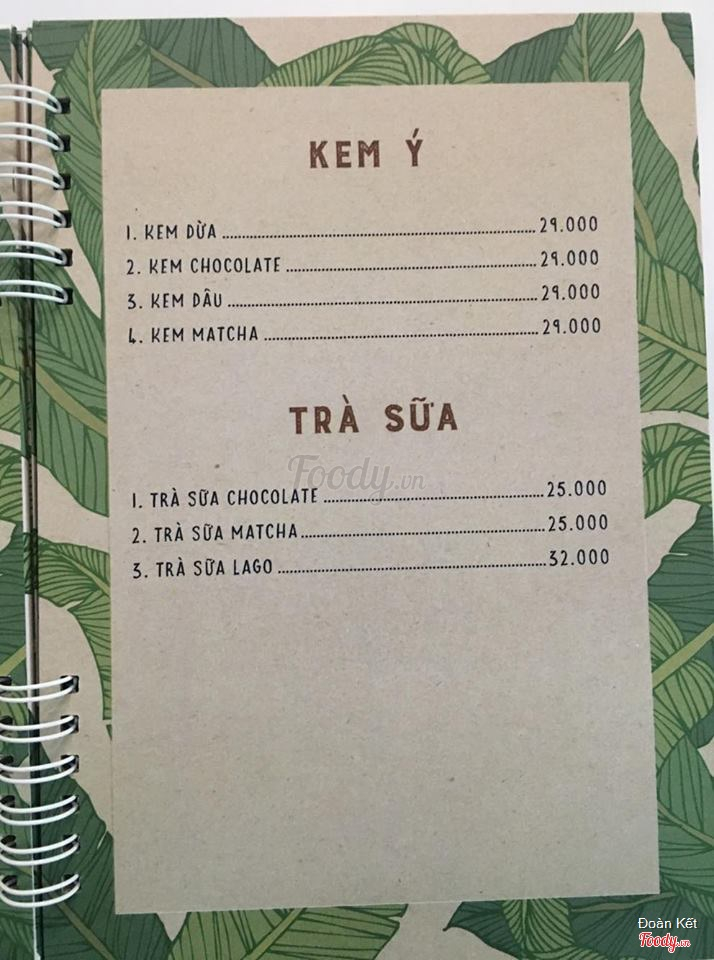 KEM Ý
1. KEM DỪA ........................ 29.000
2. KEM CHOCOLATE ........................ 29.000
3. KEM DÂU ........................ 29.000
4. KEM MATCHA ........................ 29.000
TRÀ SỮA
Foody.vn
1. TRÀ SỮA CHOCOLATE ........................ 25.000
2. TRÀ SỮA MATCHA ........................ 25.000
3. TRÀ SỮA LAGO ........................ 32.000
Đoàn Kết
Foody.vn